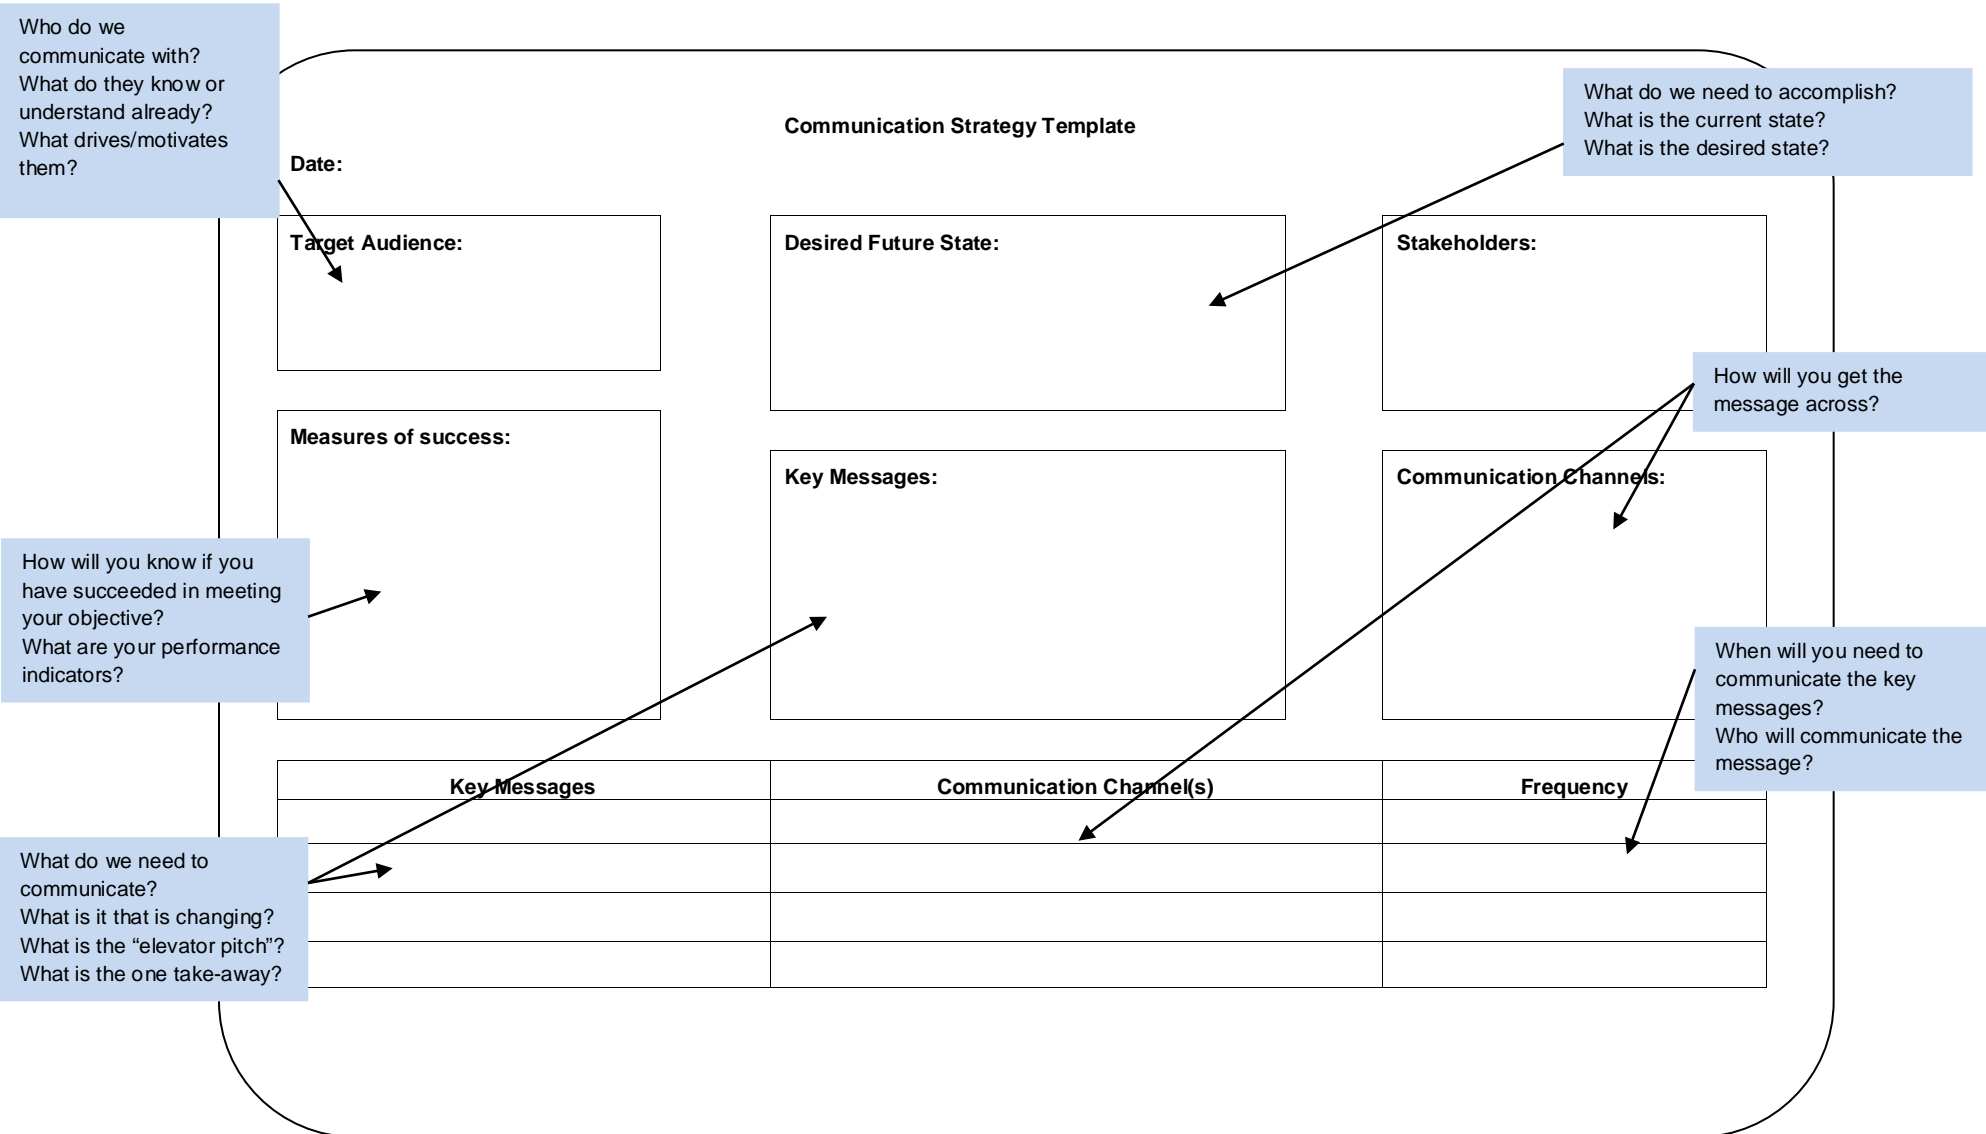 Who do we
communicate with?
What do they know or
understand already?
What drives/motivates
them?
What do we need to accomplish?
What is the current state?
What is the desired state?
Communication Strategy Template
Date:
Target Audience:
Desired Future State:
Stakeholders:
How will you get the
message across?
Measures of success:
Key Messages:
Communication Channels:
How will you know if you
have succeeded in meeting
your objective?
What are your performance
indicators?
When will you need to
communicate the key
messages?
Who will communicate the
message?
Key Messages
Communication Channel(s)
Frequency
What do we need to
communicate?
What is it that is changing?
What is the “elevator pitch”?
What is the one take-away?